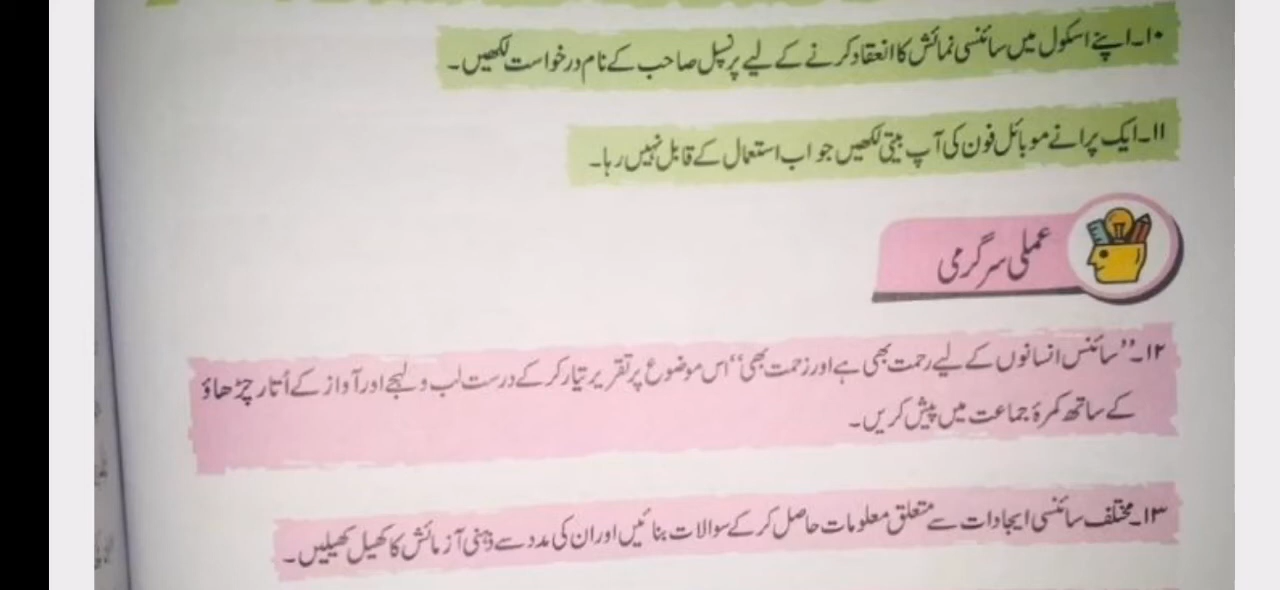 ۱۰۔ اپنے اسکول میں سائنسی نمائش کا انعقاد کرنے کے لیے پرنسپل صاحب کے نام درخواست لکھیں۔
۱۱۔ ایک پرانے موبائل فون کی آپ بیتی لکھیں جو اب استعمال کے قابل نہیں رہا۔
عملی سرگرمی
۱۲۔ ’’سائنس انسانوں کے لیے رحمت بھی ہے اور زحمت بھی‘‘ اس موضوع پر تقریر تیار کر کے درست لب و لہجے اور آواز کے اُتار چڑھاؤ
کے ساتھ کمرۂ جماعت میں پیش کریں۔
۱۳۔ مختلف سائنسی ایجادات سے متعلق معلومات حاصل کر کے سوالات بنائیں اور ان کی مدد سے ذہنی آزمائش کا کھیل کھیلیں۔